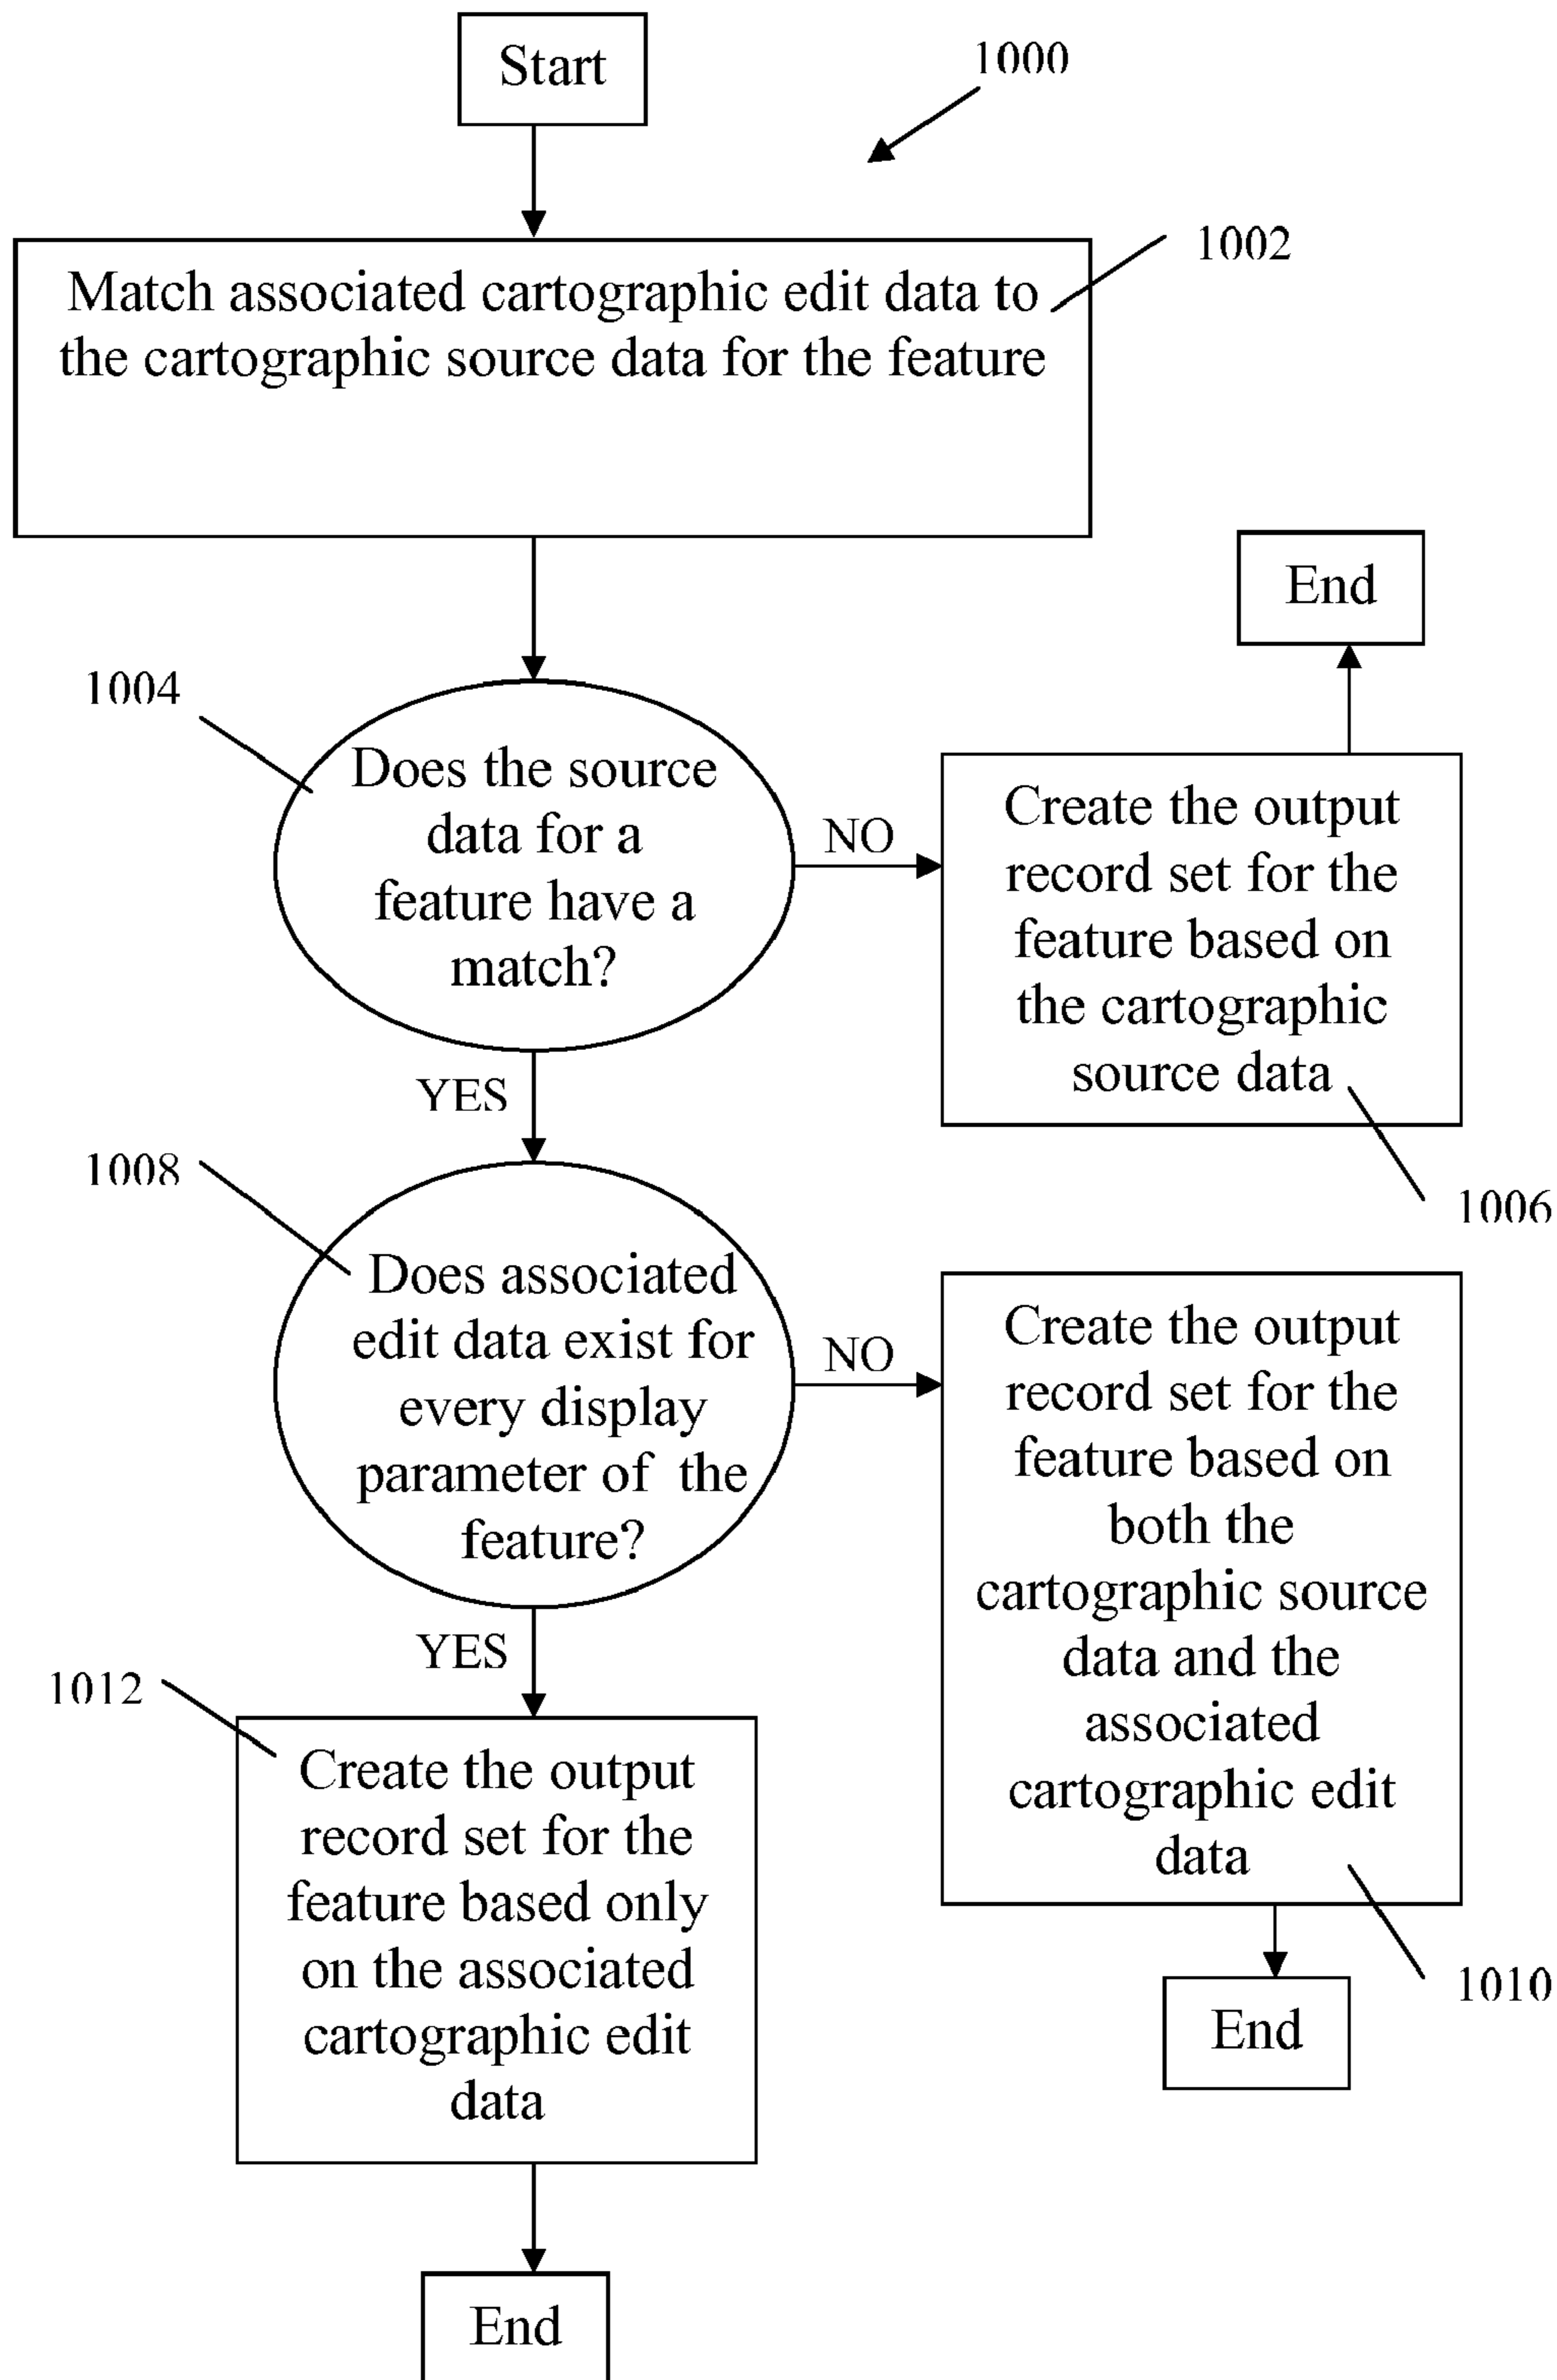 Start
1000
1002
Match associated cartographic edit data to
the cartographic source data for the feature
End
1004
Does the source
data for a
feature have a
match?
NO
Create the output
record set for the
feature based on
the cartographic
source data
1006
YES
1008
Does associated
edit data exist for
every display
parameter of the
feature?
NO
Create the output
record set for the
feature based on
both the
cartographic source
data and the
associated
cartographic edit
data
1010
End
YES
1012
Create the output
record set for the
feature based only
on the associated
cartographic edit
data
End